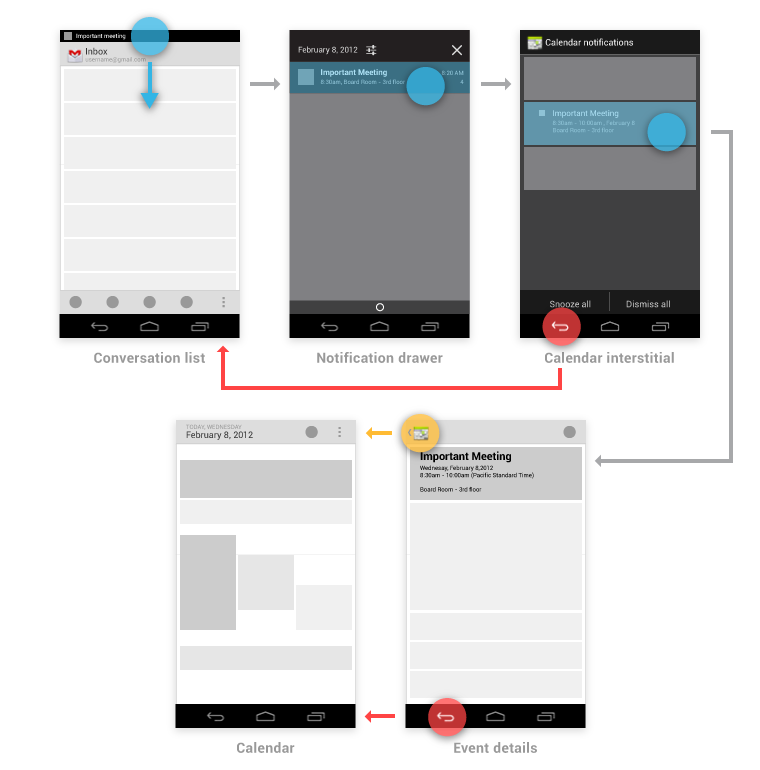 Important meeting
Inbox
username@gmail.com
Conversation list
February 8, 2012
Important Meeting
8:20 AM
8:30am, Board Room - 3rd floor
4
Notification drawer
Calendar notifications
Important Meeting
8:30am - 10:00am, February 8
Board Room - 3rd floor
Snooze all
Dismiss all
Calendar interstitial
TODAY, WEDNESDAY
February 8, 2012
Calendar
Important Meeting
Wednesay, February 8,2012
8:30am - 10:00am (Pacific Standard Time)
Board Room - 3rd floor
Event details